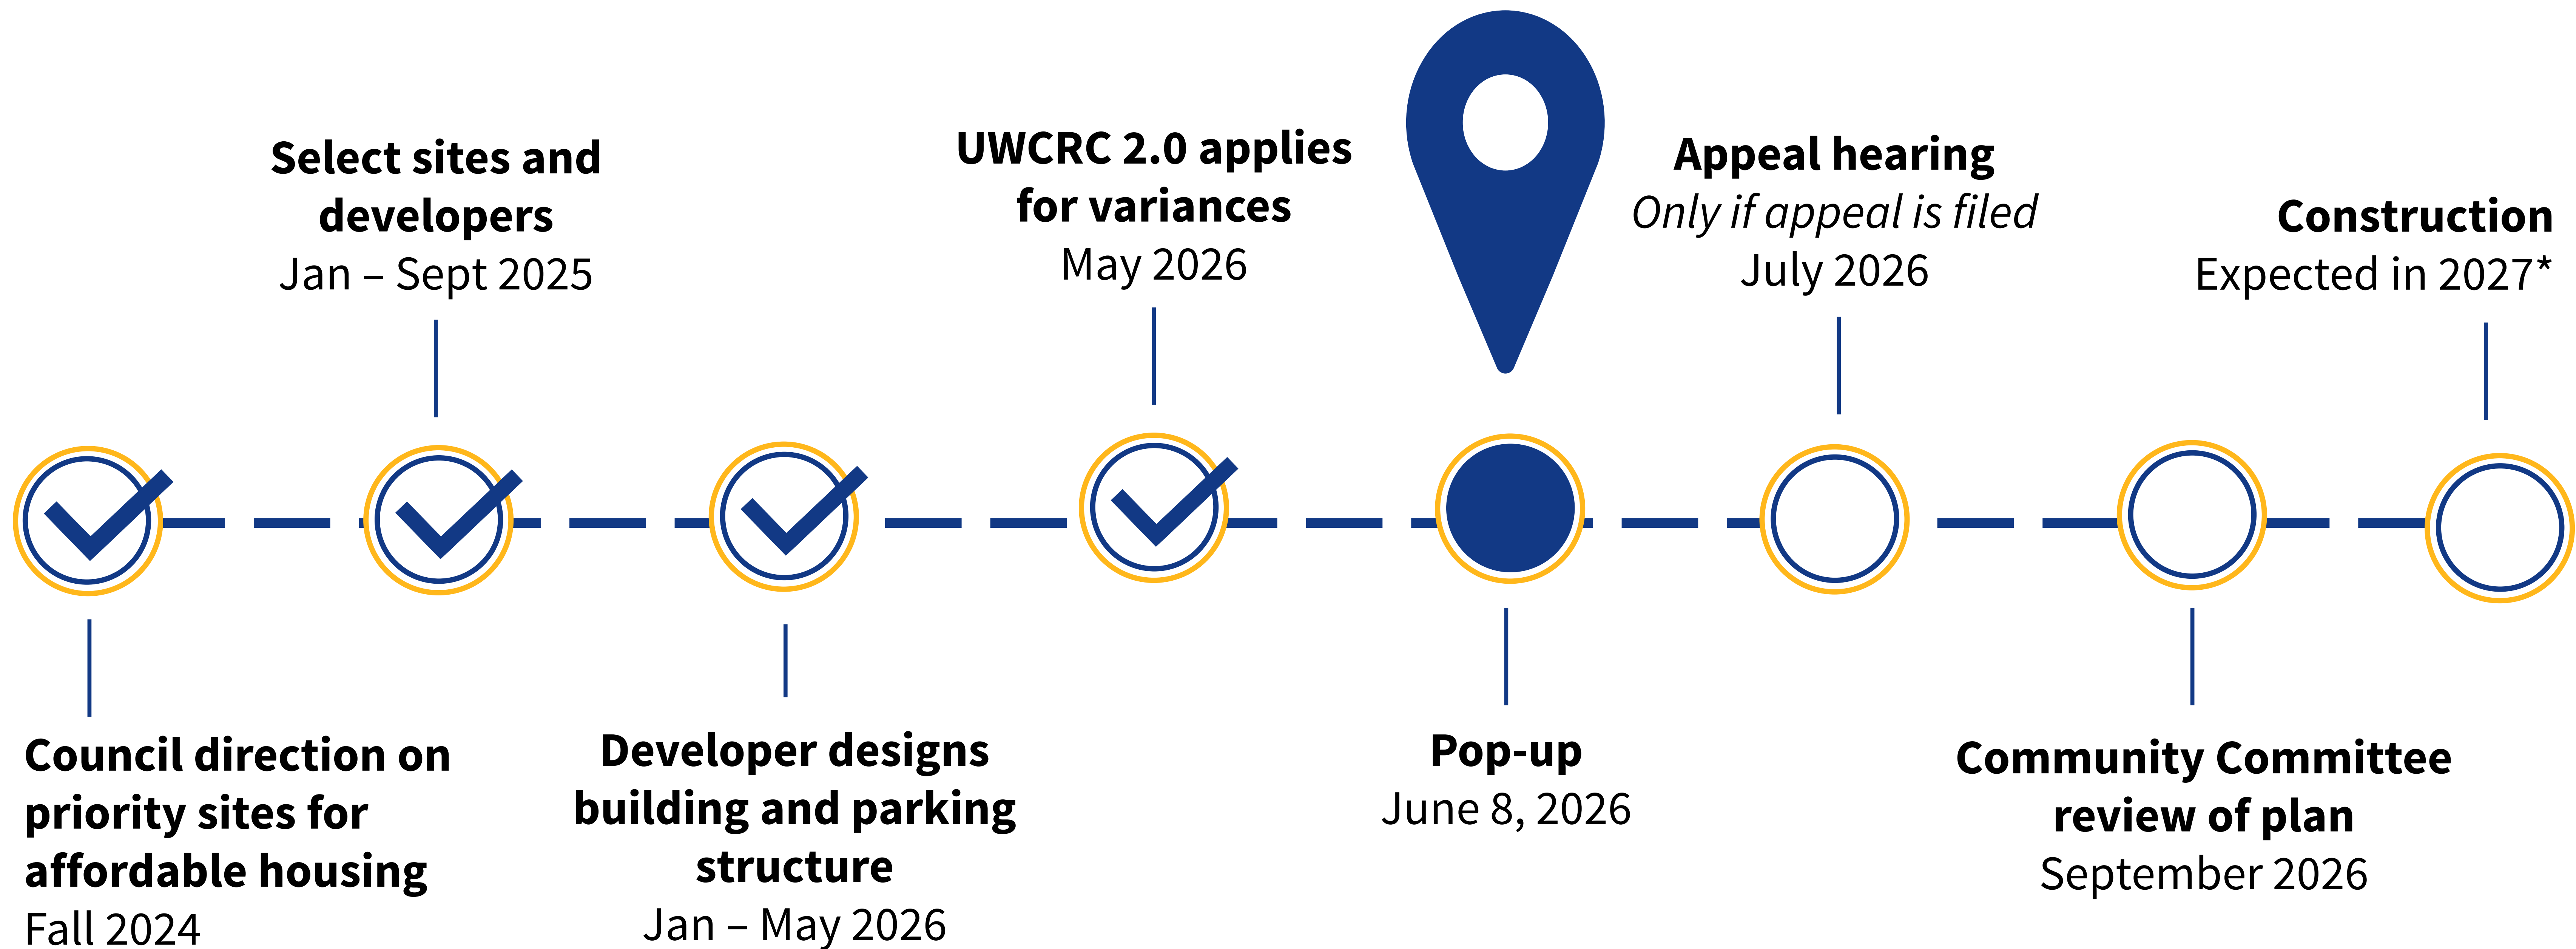 Council direction on
priority sites for
affordable housing
Fall 2024
Select sites and
developers
Jan – Sept 2025
Developer designs
building and parking
structure
Jan – May 2026
UWCRC 2.0 applies
for variances
May 2026
Pop-up
June 8, 2026
Appeal hearing
Only if appeal is filed
July 2026
Community Committee
review of plan
September 2026
Construction
Expected in 2027*